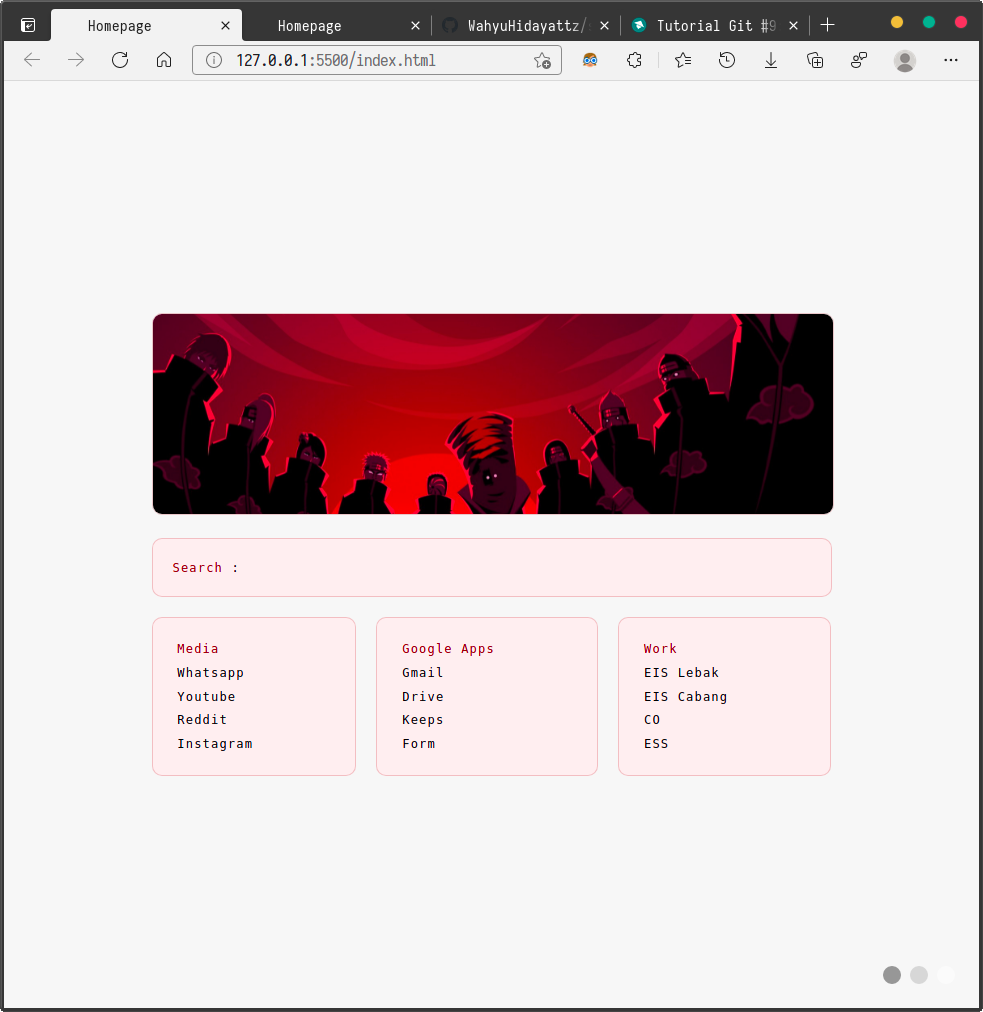 Homepage
Homepage
WahyuHidayattz/
Tutorial Git #9
127.0.0.1:5500/index.html
Search :
Media
Whatsapp
Youtube
Reddit
Instagram
Google Apps
Gmail
Drive
Keeps
Form
Work
EIS Lebak
EIS Cabang
CO
ESS